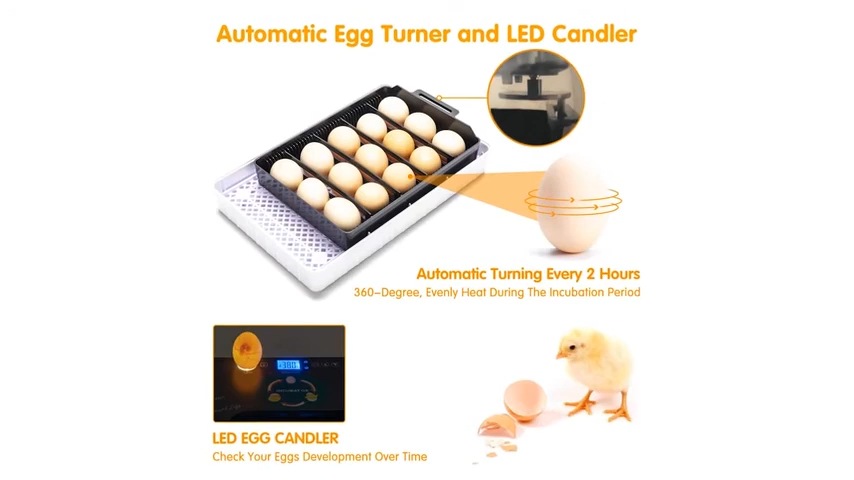 Automatic Egg Turner and LED Candler
Automatic Turning Every 2 Hours
360-Degree, Evenly Heat During The Incubation Period
LED EGG CANDLER
Check Your Eggs Development Over Time